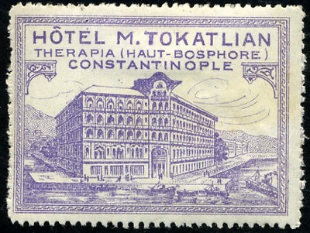 HÔTEL M. TOKATLIAN
THERAPIA (HAUT-BOSPHORE)
CONSTANTINOPLE